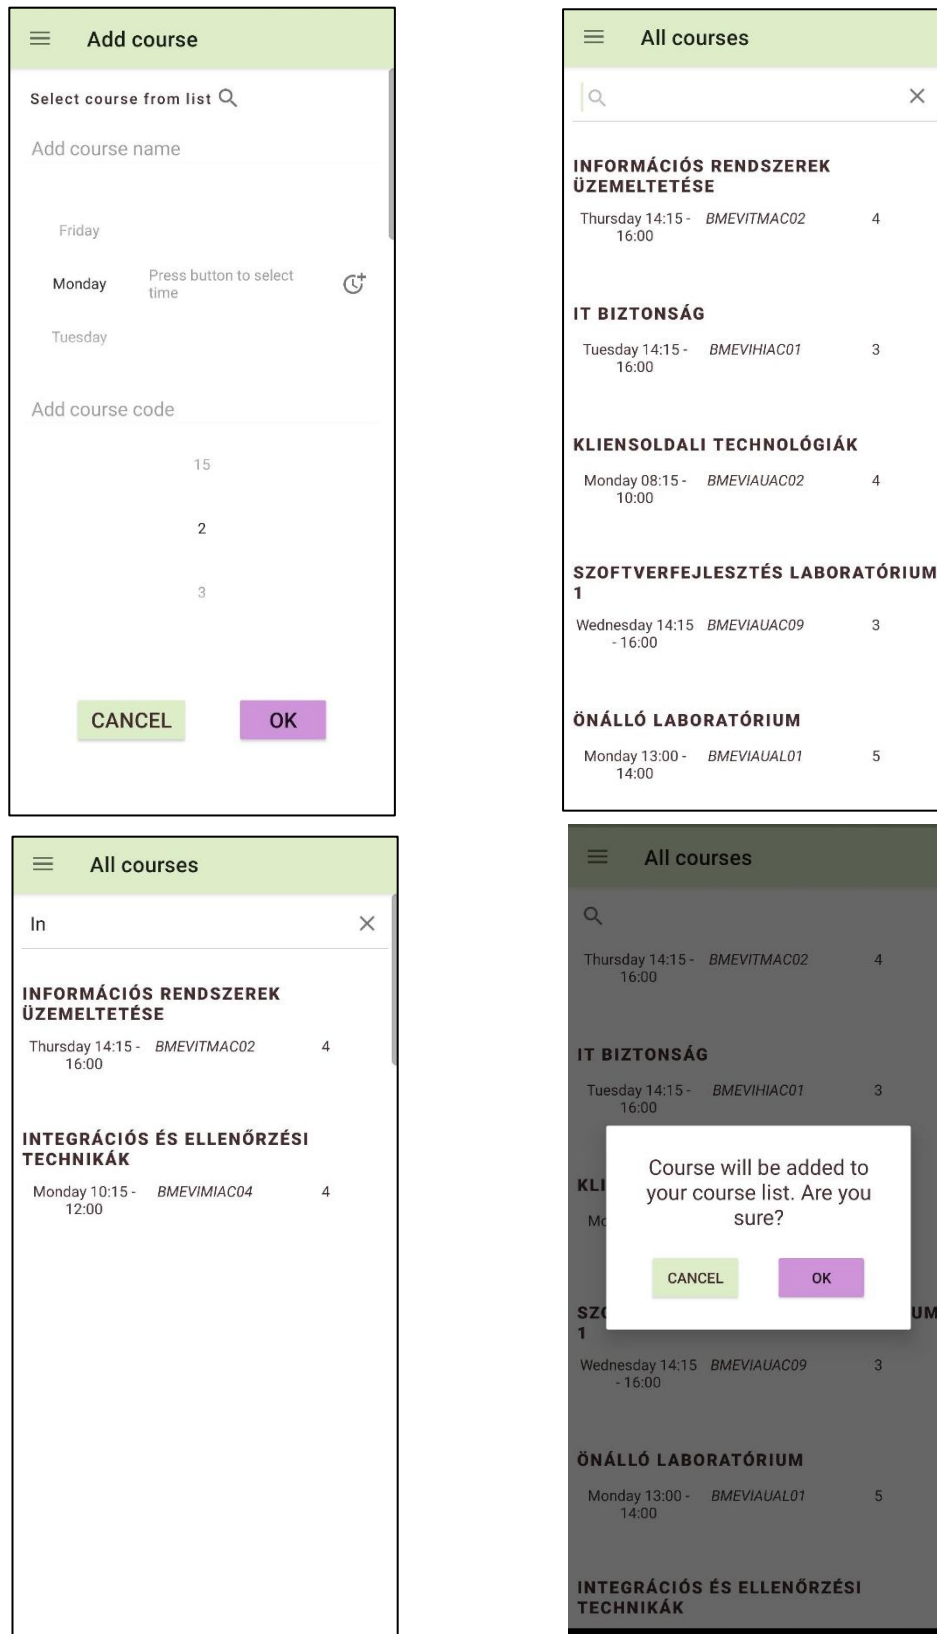 Add course
Select course from list
Add course name
Friday
Monday
Press button to select
time
Tuesday
Add course code
15
2
3
CANCEL
OK
All courses
INFORMÁCIÓS RENDSZEREK
ÜZEMELTETÉSE
Thursday 14:15 - BMEVITMAC02 4
16:00
IT BIZTONSÁG
Tuesday 14:15 - BMEVIHIAC01 3
16:00
KLIENSOLDALI TECHNOLÓGIÁK
Monday 08:15 - BMEVIAUAC02 4
10:00
SZOFTVERFEJLESZTÉS LABORATÓRIUM
1
Wednesday 14:15 BMEVIAUAC09 3
- 16:00
ÖNÁLLÓ LABORATÓRIUM
Monday 13:00 - BMEVIAUAL01 5
14:00
All courses
In
INFORMÁCIÓS RENDSZEREK
ÜZEMELTETÉSE
Thursday 14:15 - BMEVITMAC02 4
16:00
INTEGRÁCIÓS ÉS ELLENŐRZÉSI
TECHNIKÁK
Monday 10:15 - BMEVIMIAC04 4
12:00
All courses
Thursday 14:15 - BMEVITMAC02 4
16:00
IT BIZTONSÁG
Tuesday 14:15 - BMEVIHIAC01 3
16:00
Course will be added to
your course list. Are you
sure?
CANCEL
OK
KLI
Mo
SZO UM
1
Wednesday 14:15 BMEVIAUAC09 3
- 16:00
ÖNÁLLÓ LABORATÓRIUM
Monday 13:00 - BMEVIAUAL01 5
14:00
INTEGRÁCIÓS ÉS ELLENŐRZÉSI
TECHNIKÁK